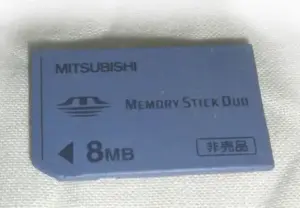 MITSUBISHI
MEMORY STICK DUO
8MB
非売品